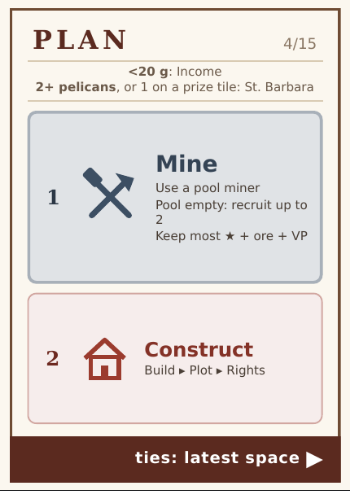 PLAN
4/15
<20 g: Income
2+ pelicans, or 1 on a prize tile: St. Barbara
1
Mine
Use a pool miner
Pool empty: recruit up to
2
Keep most ★ + ore + VP
2
Construct
Build ▸ Plot ▸ Rights
ties: latest space ▶